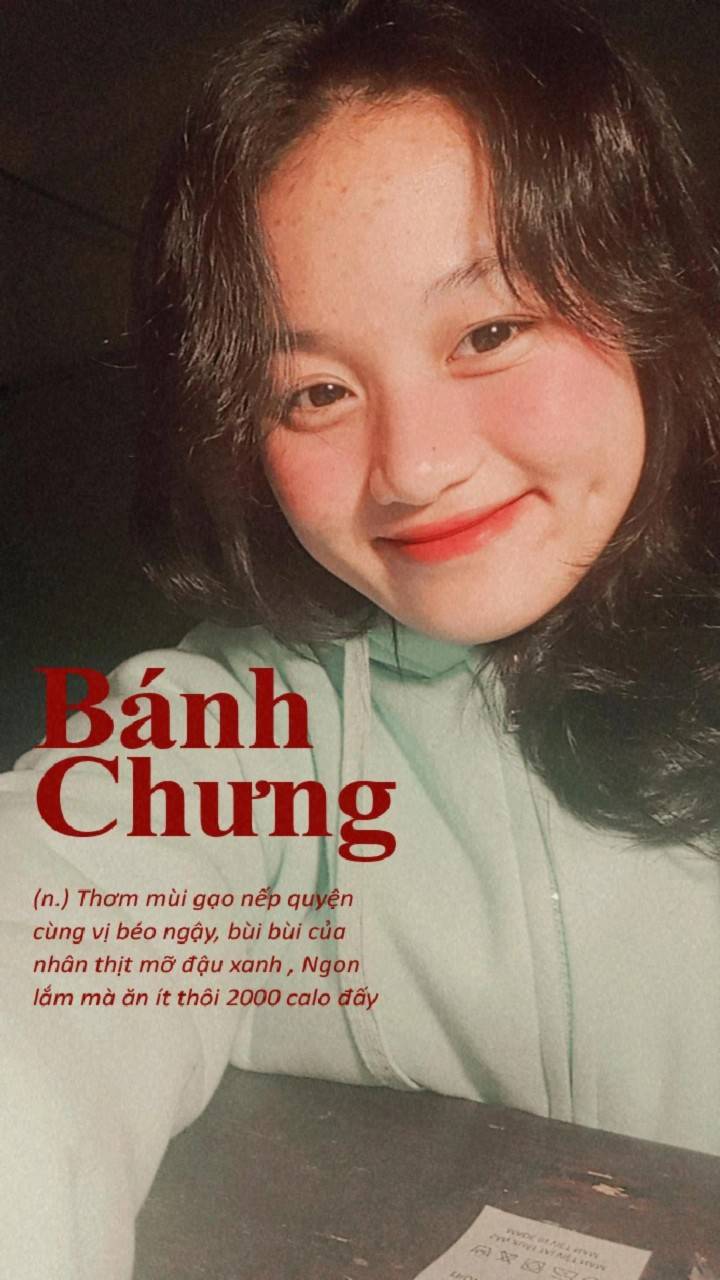 Bánh
Chưng
(n.) Thơm mùi gạo nếp quyện
cùng vị béo ngậy, bùi bùi của
nhân thịt mỡ đậu xanh , Ngon
lắm mà ăn ít thôi 2000 calo đấy